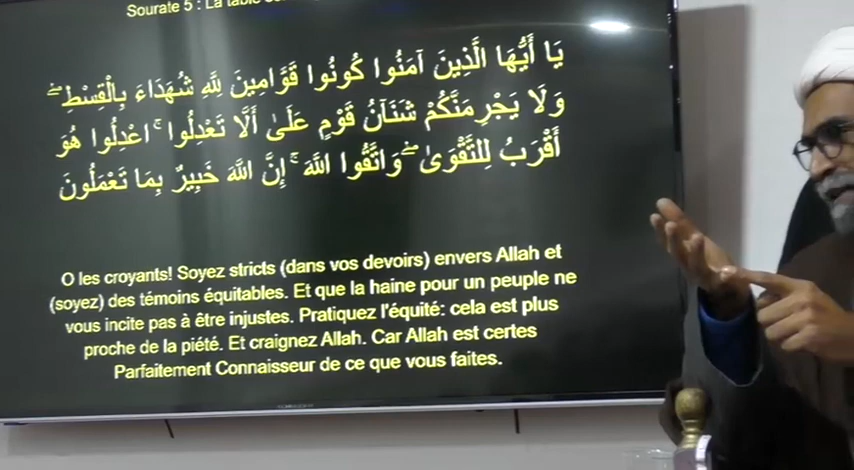 Sourate 5 : La table
يَا أَيُّهَا الَّذِينَ آمَنُوا كُونُوا قَوَّامِينَ لِلَّهِ شُهَدَاءَ بِالْقِسْطِ ۖ
وَلَا يَجْرِمَنَّكُمْ شَنَآنُ قَوْمٍ عَلَىٰ أَلَّا تَعْدِلُوا ۚ اعْدِلُوا هُوَ
أَقْرَبُ لِلتَّقْوَىٰ ۖ وَاتَّقُوا اللَّهَ ۚ إِنَّ اللَّهَ خَبِيرٌ بِمَا تَعْمَلُونَ
O les croyants! Soyez stricts (dans vos devoirs) envers Allah et
(soyez) des témoins équitables. Et que la haine pour un peuple ne
vous incite pas à être injustes. Pratiquez l'équité: cela est plus
proche de la piété. Et craignez Allah. Car Allah est certes
Parfaitement Connaisseur de ce que vous faites.